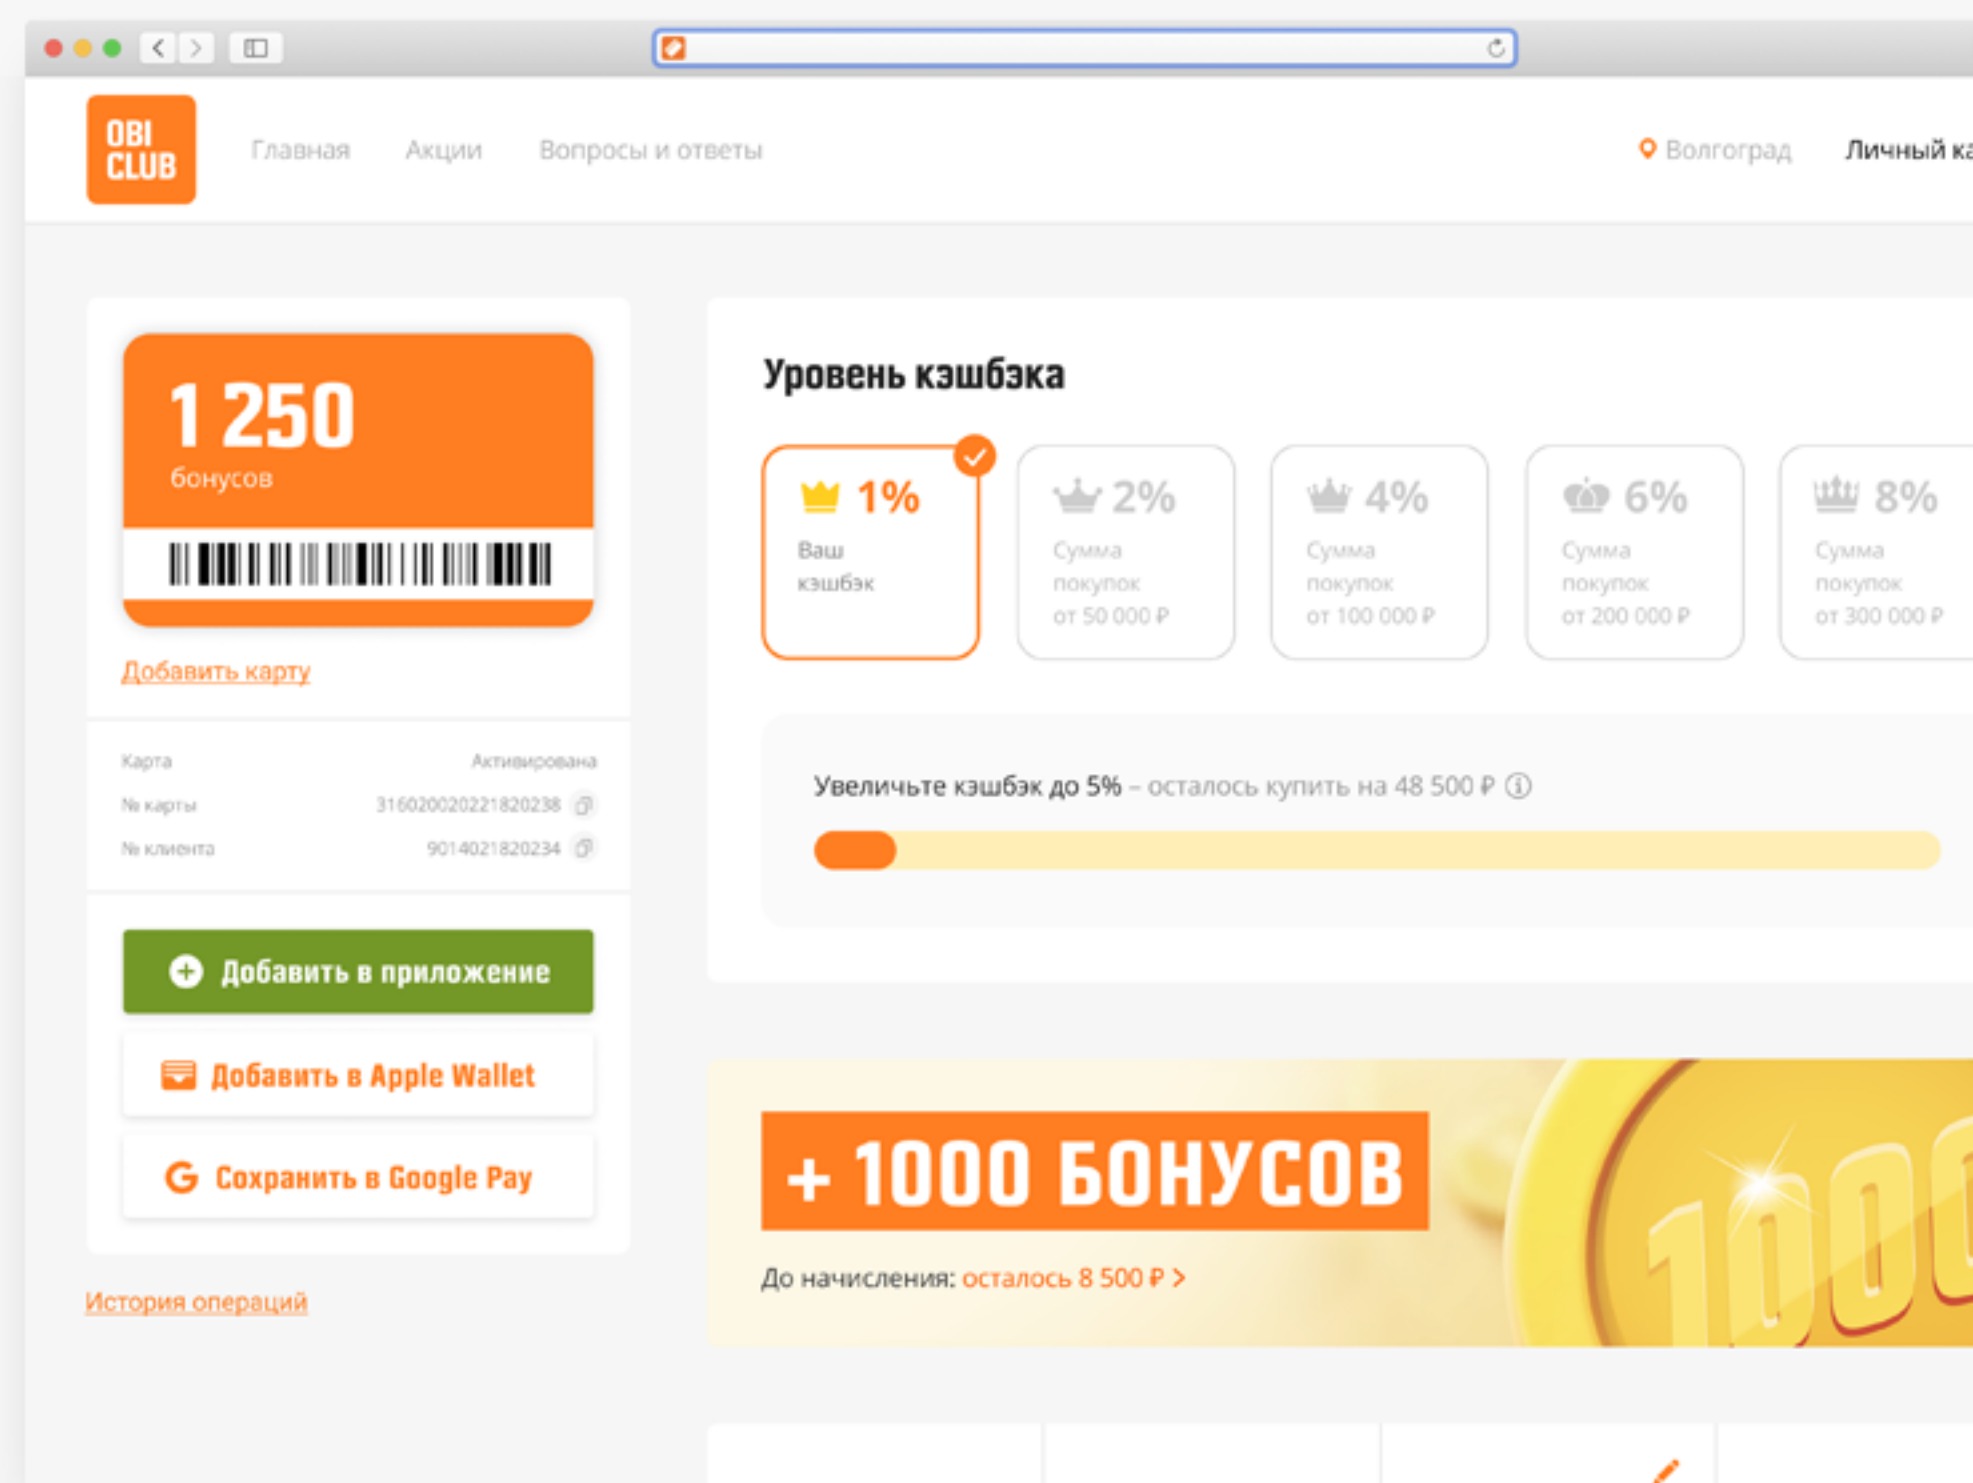 OBI
CLUB
Главная
Акции
Вопросы и ответы
Волгоград
Личный ка
1 250
бонусов
Добавить карту
Карта
Активирована
№ карты
316020020221820238
№ клиента
9014021820234
Добавить в приложение
Добавить в Apple Wallet
Сохранить в Google Pay
История операций
Уровень кэшбэка
1%
Ваш
кэшбэк
2%
Сумма
покупок
от 50 000 ₽
4%
Сумма
покупок
от 100 000 ₽
6%
Сумма
покупок
от 200 000 ₽
8%
Сумма
покупок
от 300 000 ₽
Увеличьте кэшбэк до 5% – осталось купить на 48 500 ₽
+ 1000 БОНУСОВ
До начисления: осталось 8 500 ₽ >
1000